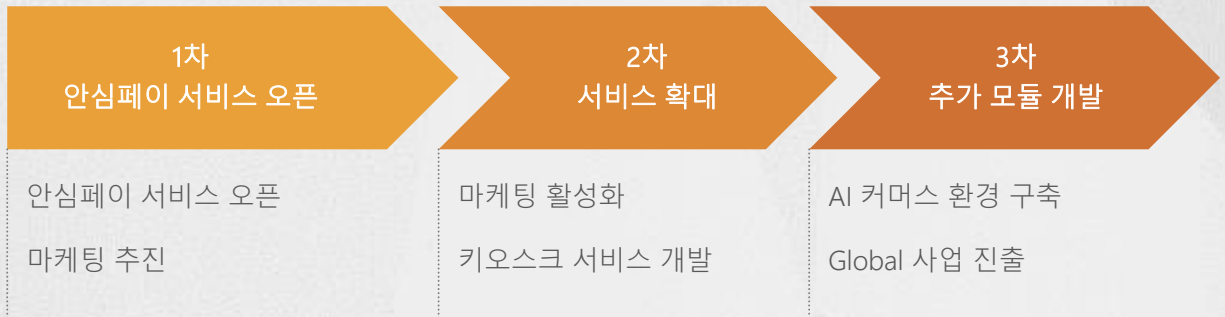 1차
안심페이 서비스 오픈
2차
서비스 확대
3차
추가 모듈 개발
안심페이 서비스 오픈
마케팅 추진
마케팅 활성화
키오스크 서비스 개발
AI 커머스 환경 구축
Global 사업 진출